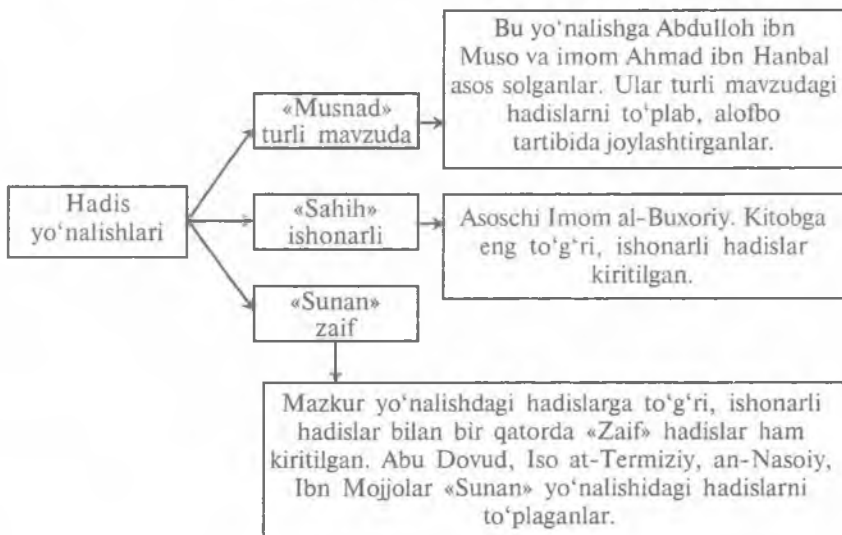 Hadis
yo‘nalishlari
«Musnad»
turli mavzuda
Bu yo‘nalishga Abdulloh ibn
Muso va imom Ahmad ibn Hanbal
asos solganlar. Ular turli mavzudagi
hadislarni to‘plab, alofbo
tartibida joylashtirganlar.
«Sahih»
ishonarli
Asoschi Imom al-Buxoriy. Kitobga
eng to‘g‘ri, ishonarli hadislar
kiritilgan.
«Sunan»
zaif
Mazkur yo‘nalishdagi hadislarga to‘g‘ri, ishonarli
hadislar bilan bir qatorda «Zaif» hadislar ham
kiritilgan. Abu Dovud, Iso at-Termiziy, an-Nasoiy,
Ibn Mojjolar «Sunan» yo‘nalishidagi hadislarni
to‘plaganlar.